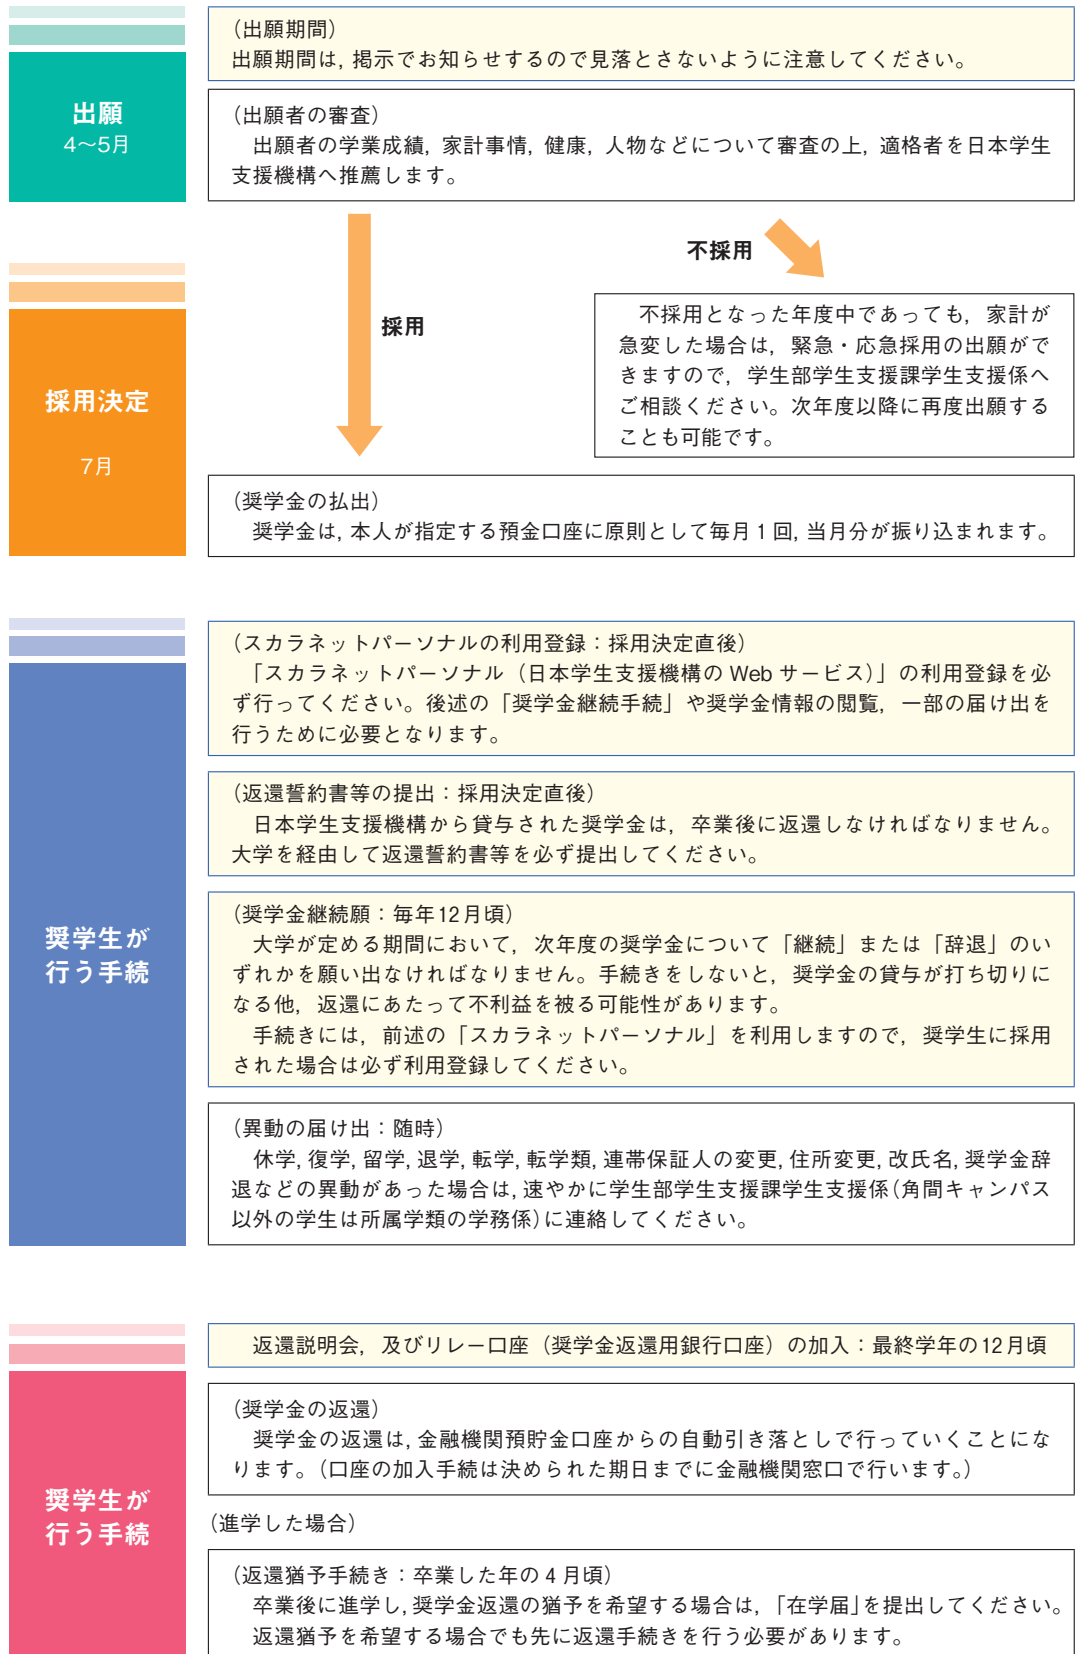 出願
4〜5月
（出願期間）
出願期間は，掲示でお知らせするので見落とさないように注意してください。
（出願者の審査）
　出願者の学業成績，家計事情，健康，人物などについて審査の上，適格者を日本学生
支援機構へ推薦します。
不採用
採用
　不採用となった年度中であっても，家計が
急変した場合は，緊急・応急採用の出願がで
きますので，学生部学生支援課学生支援係へ
ご相談ください。次年度以降に再度出願する
ことも可能です。
採用決定
7月
（奨学金の払出）
　奨学金は，本人が指定する預金口座に原則として毎月1回，当月分が振り込まれます。
奨学生が
行う手続
（スカラネットパーソナルの利用登録：採用決定直後）
　「スカラネットパーソナル（日本学生支援機構の Web サービス）」の利用登録を必
ず行ってください。後述の「奨学金継続手続」や奨学金情報の閲覧，一部の届け出を
行うために必要となります。
（返還誓約書等の提出：採用決定直後）
　日本学生支援機構から貸与された奨学金は，卒業後に返還しなければなりません。
大学を経由して返還誓約書等を必ず提出してください。
（奨学金継続願：毎年12月頃）
　大学が定める期間において，次年度の奨学金について「継続」または「辞退」のい
ずれかを願い出なければなりません。手続きをしないと，奨学金の貸与が打ち切りに
なる他，返還にあたって不利益を被る可能性があります。
　手続きには，前述の「スカラネットパーソナル」を利用しますので，奨学生に採用
された場合は必ず利用登録してください。
（異動の届け出：随時）
　休学，復学，留学，退学，転学，転学類，連帯保証人の変更，住所変更，改氏名，奨学金辞
退などの異動があった場合は，速やかに学生部学生支援課学生支援係（角間キャンパス
以外の学生は所属学類の学務係）に連絡してください。
奨学生が
行う手続
　返還説明会，及びリレー口座（奨学金返還用銀行口座）の加入：最終学年の12月頃
（奨学金の返還）
　奨学金の返還は，金融機関預貯金口座からの自動引き落としで行っていくことにな
ります。（口座の加入手続は決められた期日までに金融機関窓口で行います。）
（進学した場合）
（返還猶予手続き：卒業した年の4月頃）
　卒業後に進学し，奨学金返還の猶予を希望する場合は，「在学届」を提出してください。
　返還猶予を希望する場合でも先に返還手続きを行う必要があります。